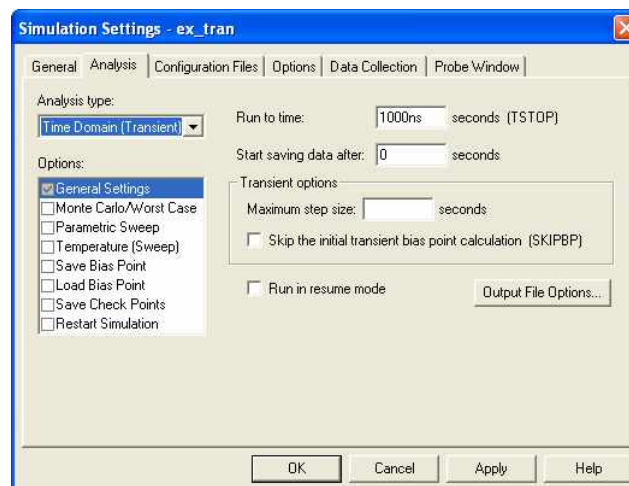 Simulation Settings - ex_tran
General Analysis Configuration Files Options Data Collection Probe Window
Analysis type:
Time Domain (Transient)
Options:
General Settings
Monte Carlo/Worst Case
Parametric Sweep
Temperature (Sweep)
Save Bias Point
Load Bias Point
Save Check Points
Restart Simulation
Run to time: 1000ns seconds (TSTOP)
Start saving data after: 0 seconds
Transient options
Maximum step size: seconds
Skip the initial transient bias point calculation (SKIPBP)
Run in resume mode
Output File Options...
OK Cancel Apply Help